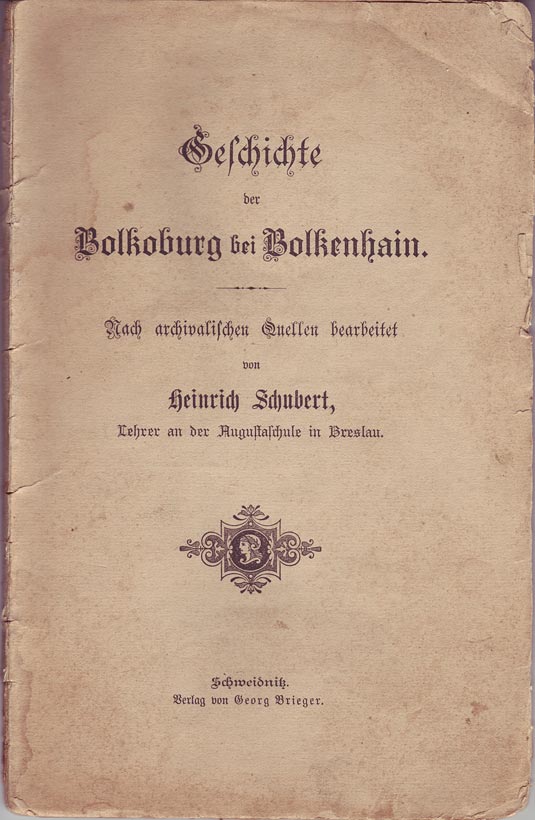 Geſchichte
der
Bolkoburg bei Bolkenhain.
Nach archivaliſchen Quellen bearbeitet
von
Heinrich Schubert,
Lehrer an der Auguſtaſchule in Breslau.
Schweidnitz.
Verlag von Georg Brieger.